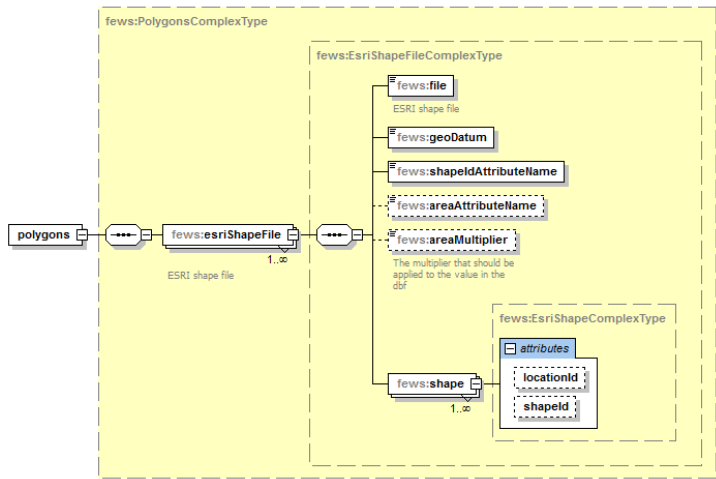 fews:PolygonsComplexType
fews:EsriShapeFileComplexType
fews:file
ESRI shape file
fews:geoDatum
fews:shapeIdAttributeName
fews:areaAttributeName
polygons
fews:esriShapeFile
1..∞
ESRI shape file
fews:areaMultiplier
The multiplier that should be
applied to the value in the
dbf
fews:EsriShapeComplexType
attributes
fews:shape
1..∞
locationId
shapeId